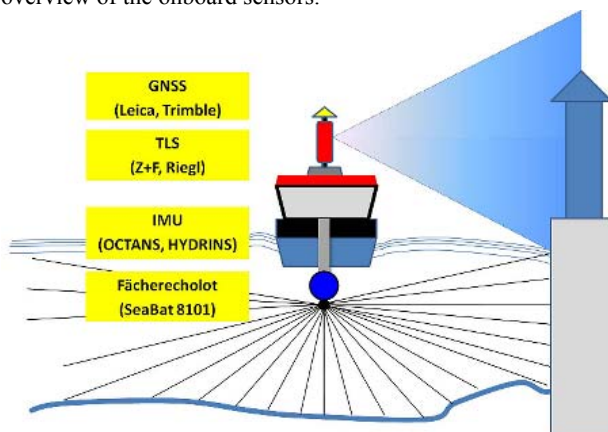 overview of the onboard sensors.
GNSS
(Leica, Trimble)
TLS
(Z+F, Riegl)
IMU
(OCTANS, HYDRINS)
Fächerecholot
(SeaBat 8101)